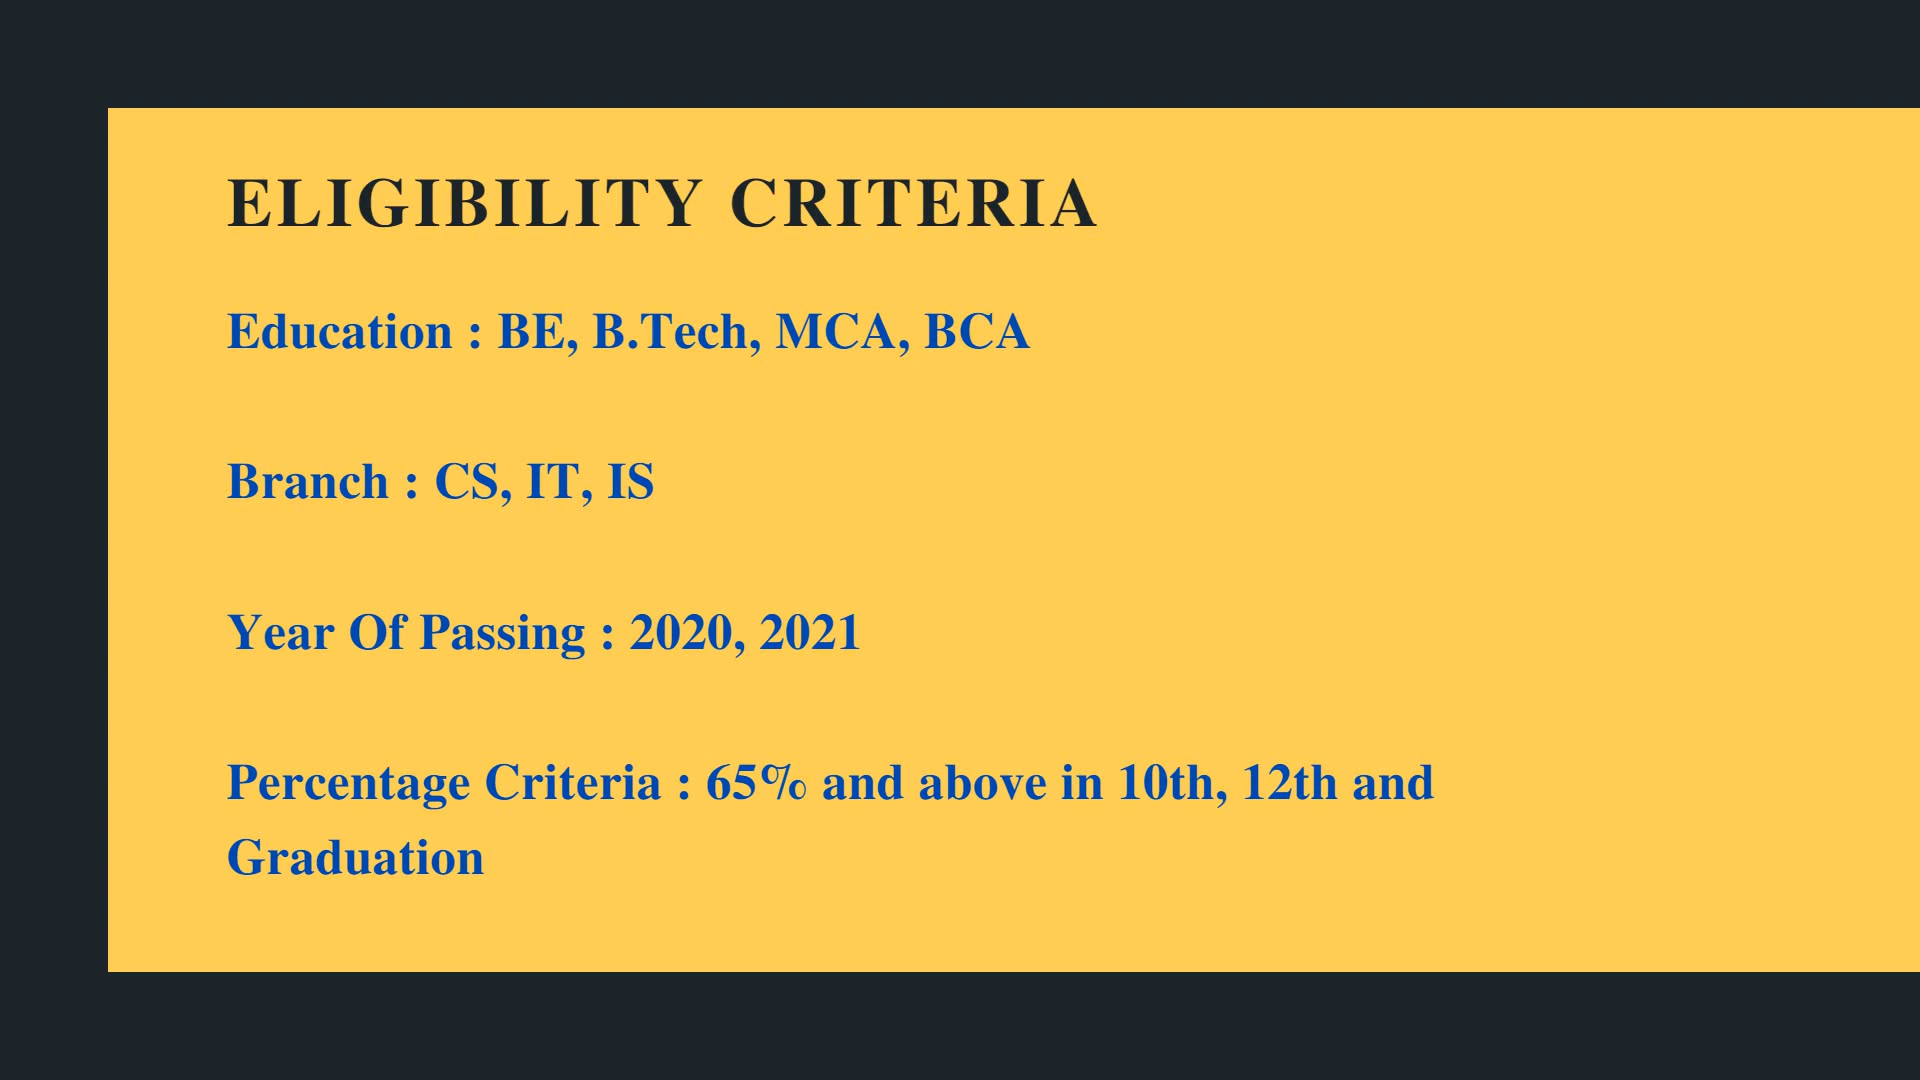 ELIGIBILITY CRITERIA
Education : BE, B.Tech, MCA, BCA
Branch : CS, IT, IS
Year Of Passing : 2020, 2021
Percentage Criteria : 65% and above in 10th, 12th and
Graduation